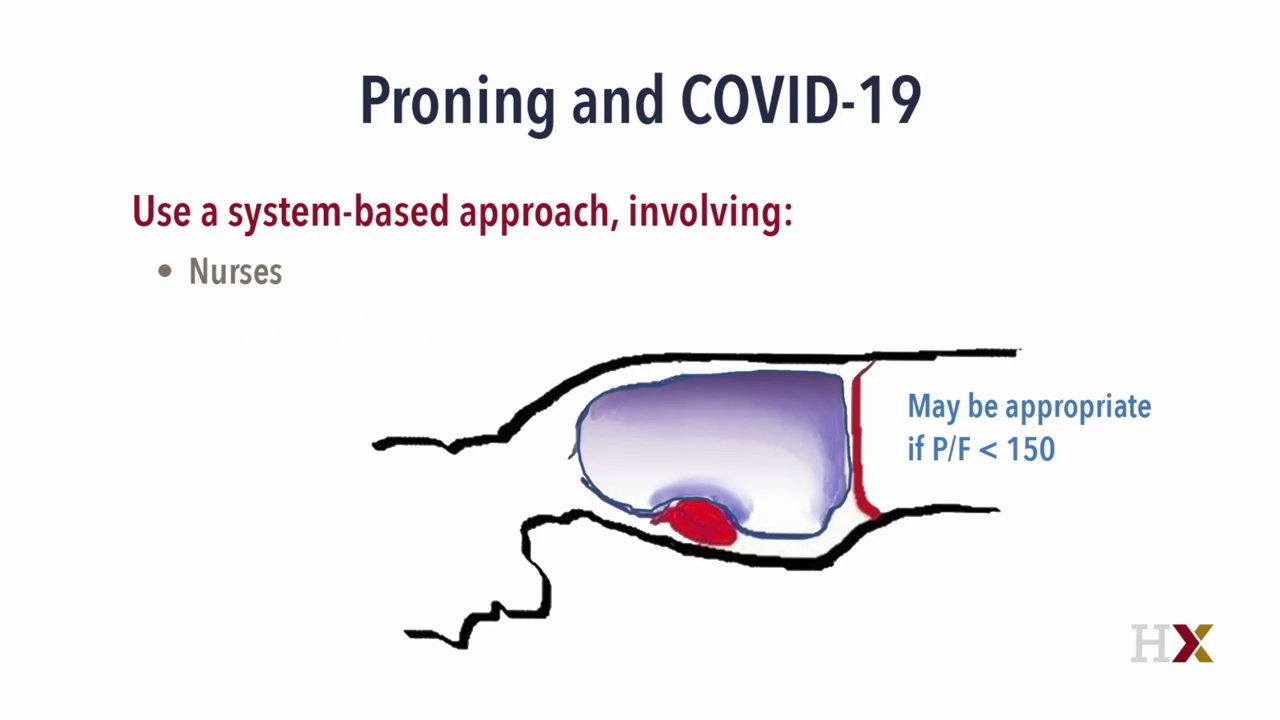 Proning and COVID-19
Use a system-based approach, involving:
• Nurses
May be appropriate
if P/F < 150
HX